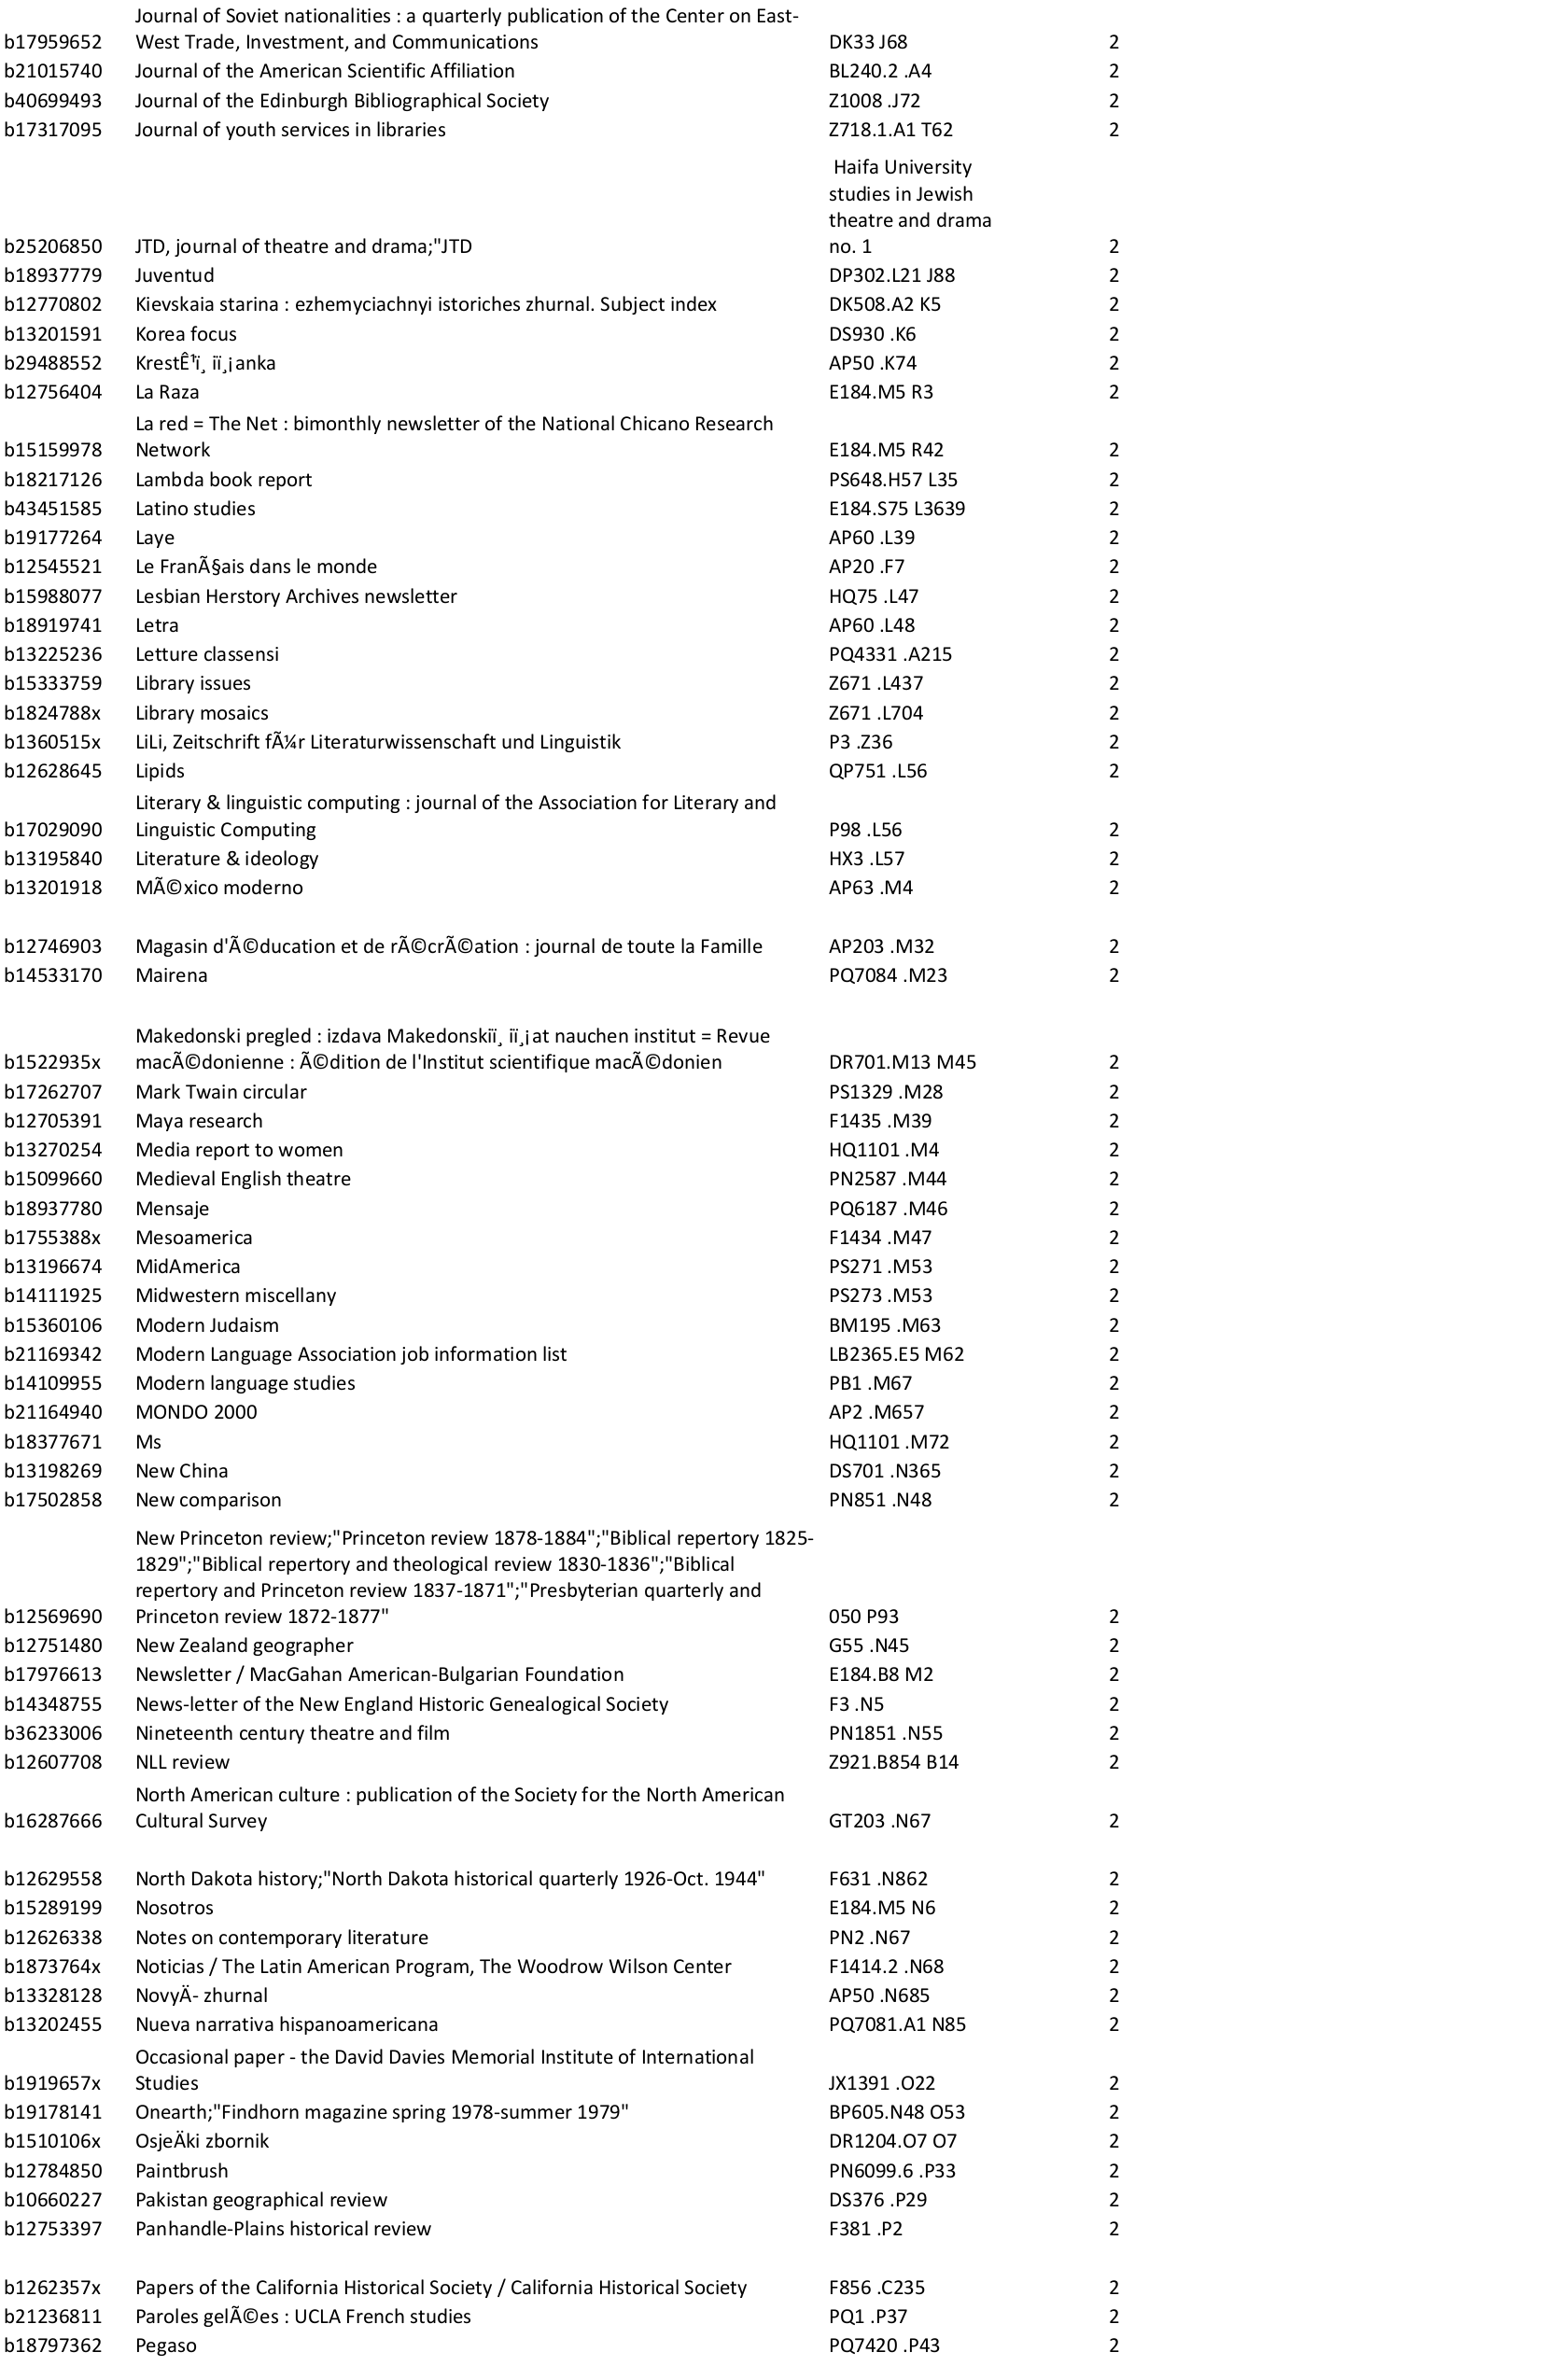 Journal of Soviet nationalities : a quarterly publication of the Center on East-
b17959652 West Trade, Investment, and Communications DK33 J68 2
b21015740 Journal of the American Scientific Affiliation BL240.2 .A4 2
b40699493 Journal of the Edinburgh Bibliographical Society Z1008 .J72 2
b17317095 Journal of youth services in libraries Z718.1.A1 T62 2
Haifa University
studies in Jewish
theatre and drama
b25206850 JTD, journal of theatre and drama;"JTD no. 1 2
b18937779 Juventud DP302.L21 J88 2
b12770802 Kievskaia starina : ezhemyciachnyi istoriches zhurnal. Subject index DK508.A2 K5 2
b13201591 Korea focus DS930 .K6 2
b29488552 KrestÊ¹ï¸ iï¸¡anka AP50 .K74 2
b12756404 La Raza E184.M5 R3 2
La red = The Net : bimonthly newsletter of the National Chicano Research
b15159978 Network E184.M5 R42 2
b18217126 Lambda book report PS648.H57 L35 2
b43451585 Latino studies E184.S75 L3639 2
b19177264 Laye AP60 .L39 2
b12545521 Le FranÃ§ais dans le monde AP20 .F7 2
b15988077 Lesbian Herstory Archives newsletter HQ75 .L47 2
b18919741 Letra AP60 .L48 2
b13225236 Letture classensi PQ4331 .A215 2
b15333759 Library issues Z671 .L437 2
b1824788x Library mosaics Z671 .L704 2
b1360515x LiLi, Zeitschrift fÃ¼r Literaturwissenschaft und Linguistik P3 .Z36 2
b12628645 Lipids QP751 .L56 2
Literary & linguistic computing : journal of the Association for Literary and
b17029090 Linguistic Computing P98 .L56 2
b13195840 Literature & ideology HX3 .L57 2
b13201918 MÃ©xico moderno AP63 .M4 2
b12746903 Magasin d'Ã©ducation et de rÃ©crÃ©ation : journal de toute la Famille AP203 .M32 2
b14533170 Mairena PQ7084 .M23 2
Makedonski pregled : izdava Makedonskiï¸ iï¸¡at nauchen institut = Revue
b1522935x macÃ©donienne : Ã©dition de l'Institut scientifique macÃ©donien DR701.M13 M45 2
b17262707 Mark Twain circular PS1329 .M28 2
b12705391 Maya research F1435 .M39 2
b13270254 Media report to women HQ1101 .M4 2
b15099660 Medieval English theatre PN2587 .M44 2
b18937780 Mensaje PQ6187 .M46 2
b1755388x Mesoamerica F1434 .M47 2
b13196674 MidAmerica PS271 .M53 2
b14111925 Midwestern miscellany PS273 .M53 2
b15360106 Modern Judaism BM195 .M63 2
b21169342 Modern Language Association job information list LB2365.E5 M62 2
b14109955 Modern language studies PB1 .M67 2
b21164940 MONDO 2000 AP2 .M657 2
b18377671 Ms HQ1101 .M72 2
b13198269 New China DS701 .N365 2
b17502858 New comparison PN851 .N48 2
New Princeton review;"Princeton review 1878-1884";"Biblical repertory 1825-
1829";"Biblical repertory and theological review 1830-1836";"Biblical
repertory and Princeton review 1837-1871";"Presbyterian quarterly and
b12569690 Princeton review 1872-1877" 050 P93 2
b12751480 New Zealand geographer G55 .N45 2
b17976613 Newsletter / MacGahan American-Bulgarian Foundation E184.B8 M2 2
b14348755 News-letter of the New England Historic Genealogical Society F3 .N5 2
b36233006 Nineteenth century theatre and film PN1851 .N55 2
b12607708 NLL review Z921.B854 B14 2
North American culture : publication of the Society for the North American
b16287666 Cultural Survey GT203 .N67 2
b12629558 North Dakota history;"North Dakota historical quarterly 1926-Oct. 1944" F631 .N862 2
b15289199 Nosotros E184.M5 N6 2
b12626338 Notes on contemporary literature PN2 .N67 2
b1873764x Noticias / The Latin American Program, The Woodrow Wilson Center F1414.2 .N68 2
b13328128 NovyÄ- zhurnal AP50 .N685 2
b13202455 Nueva narrativa hispanoamericana PQ7081.A1 N85 2
Occasional paper - the David Davies Memorial Institute of International
b1919657x Studies JX1391 .O22 2
b19178141 Onearth;"Findhorn magazine spring 1978-summer 1979" BP605.N48 O53 2
b1510106x OsjeÄki zbornik DR1204.O7 O7 2
b12784850 Paintbrush PN6099.6 .P33 2
b10660227 Pakistan geographical review DS376 .P29 2
b12753397 Panhandle-Plains historical review F381 .P2 2
b1262357x Papers of the California Historical Society / California Historical Society F856 .C235 2
b21236811 Paroles gelÃ©es : UCLA French studies PQ1 .P37 2
b18797362 Pegaso PQ7420 .P43 2